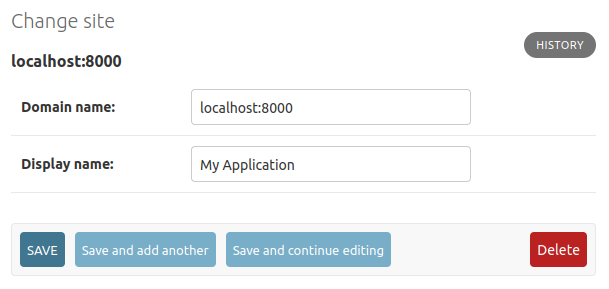 Change site
HISTORY
localhost:8000
Domain name: localhost:8000
Display name: My Application
SAVE Save and add another Save and continue editing Delete